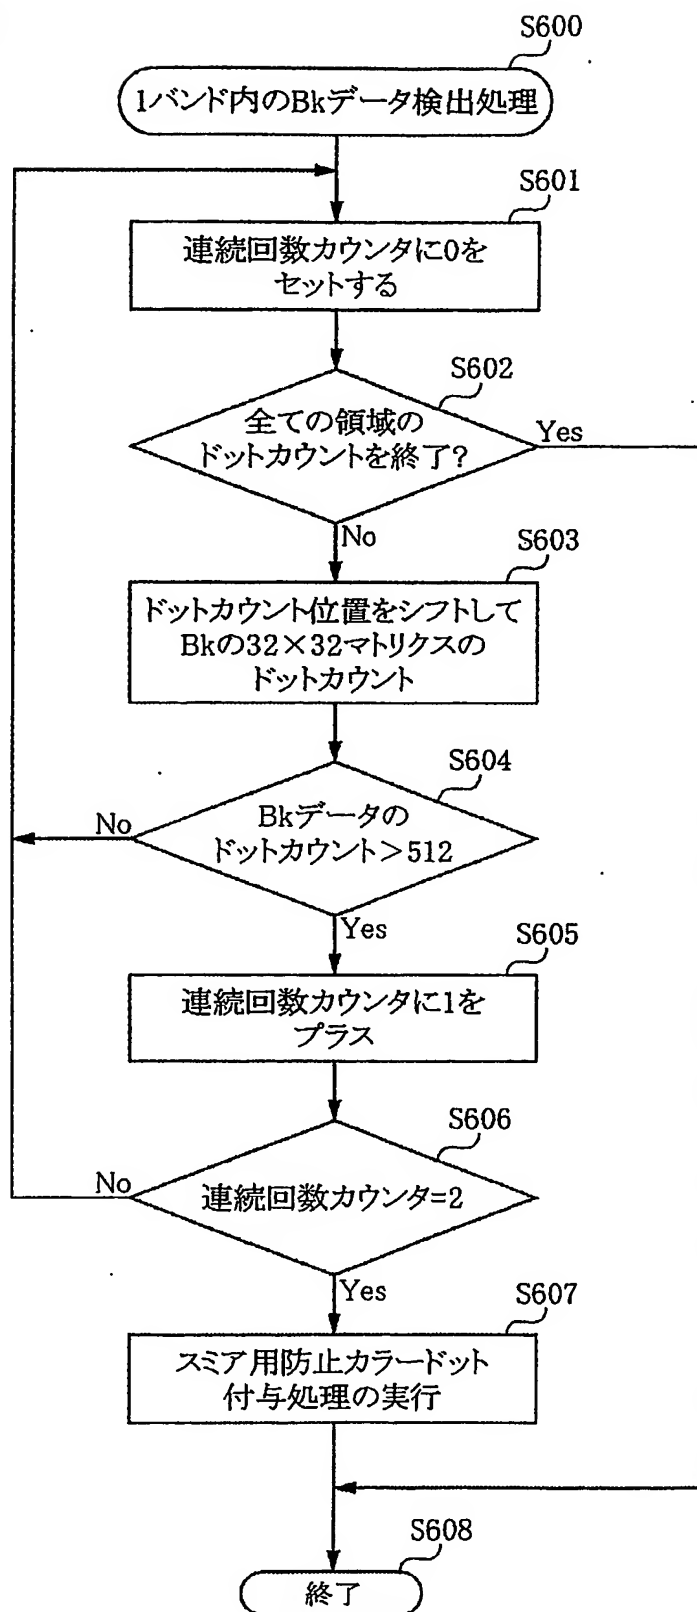 S600
1バンド内のBkデータ検出処理
S601
連続回数カウンタに0を
セットする
S602
全ての領域の
ドットカウントを終了?
Yes
No
S603
ドットカウント位置をシフトして
Bkの32×32マトリクスの
ドットカウント
S604
Bkデータの
ドットカウント>512
No
Yes
S605
連続回数カウンタに1を
プラス
S606
連続回数カウンタ=2
No
Yes
S607
スミア用防止カラードット
付与処理の実行
S608
終了